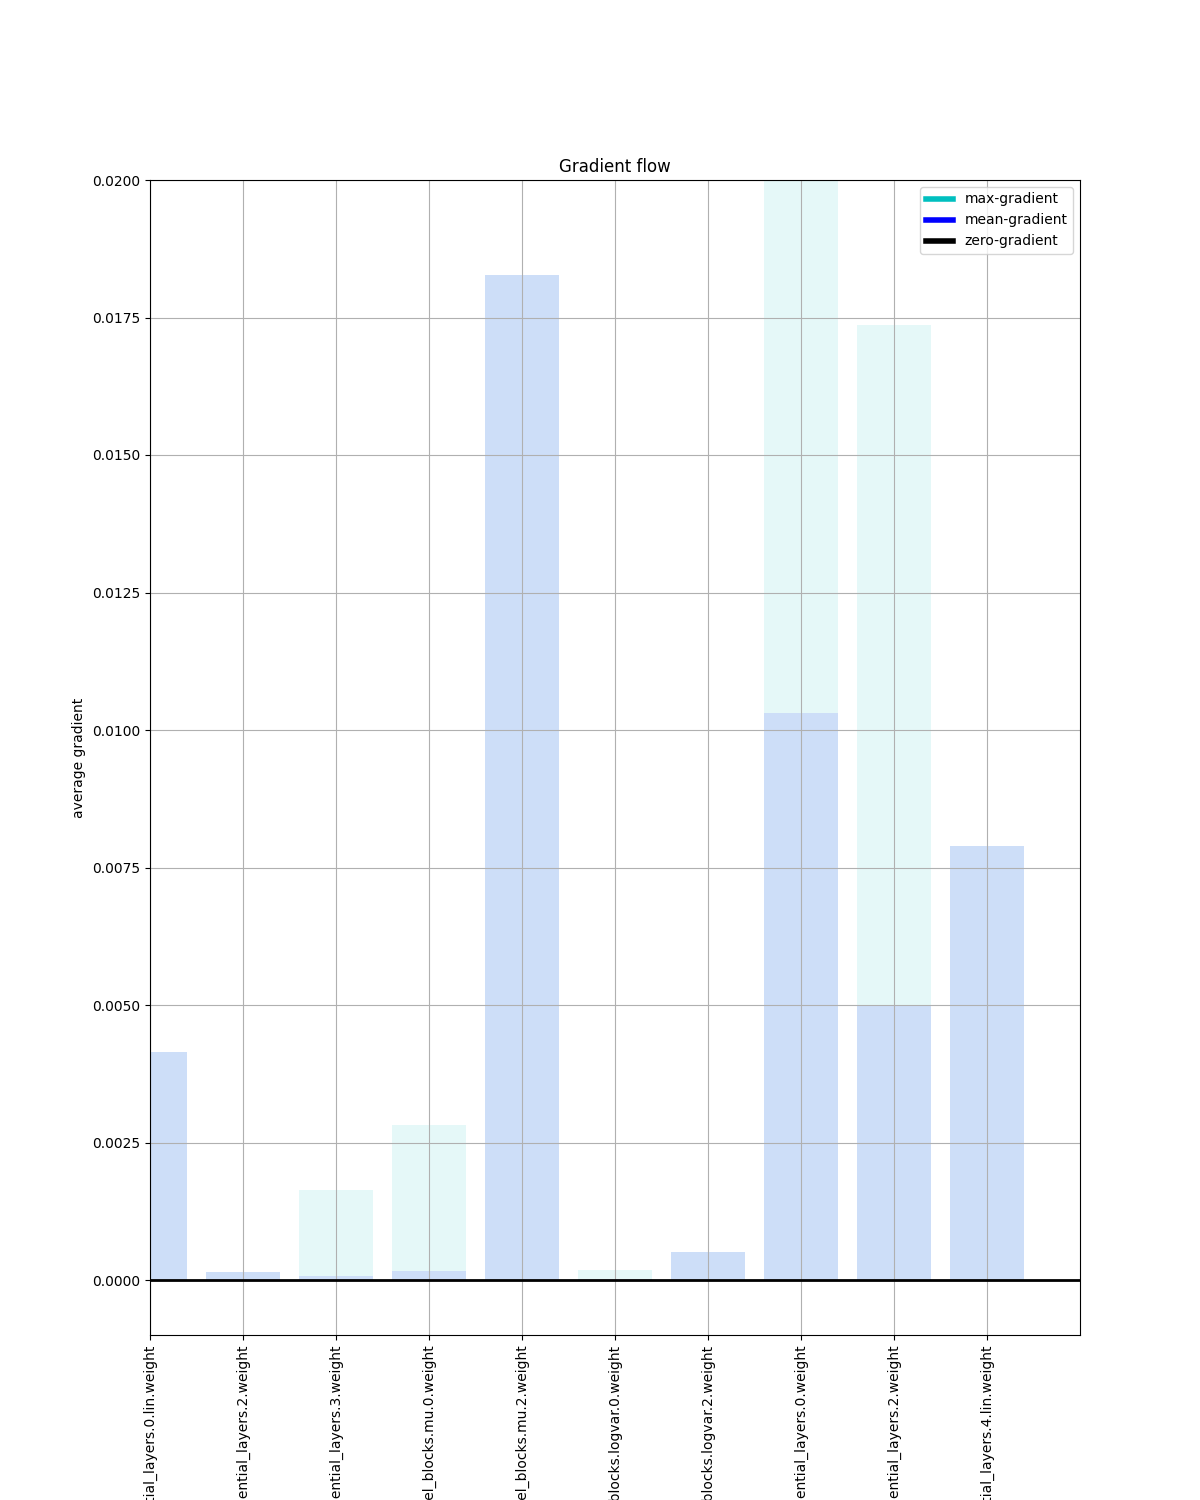 Gradient flow
max-gradient
mean-gradient
zero-gradient
0.0200
0.0175
0.0150
0.0125
0.0100
0.0075
0.0050
0.0025
0.0000
average gradient
tial_layers.0.lin.weight
ential_layers.2.weight
ential_layers.3.weight
el_blocks.mu.0.weight
el_blocks.mu.2.weight
blocks.logvar.0.weight
blocks.logvar.2.weight
ential_layers.0.weight
ential_layers.2.weight
tial_layers.4.lin.weight